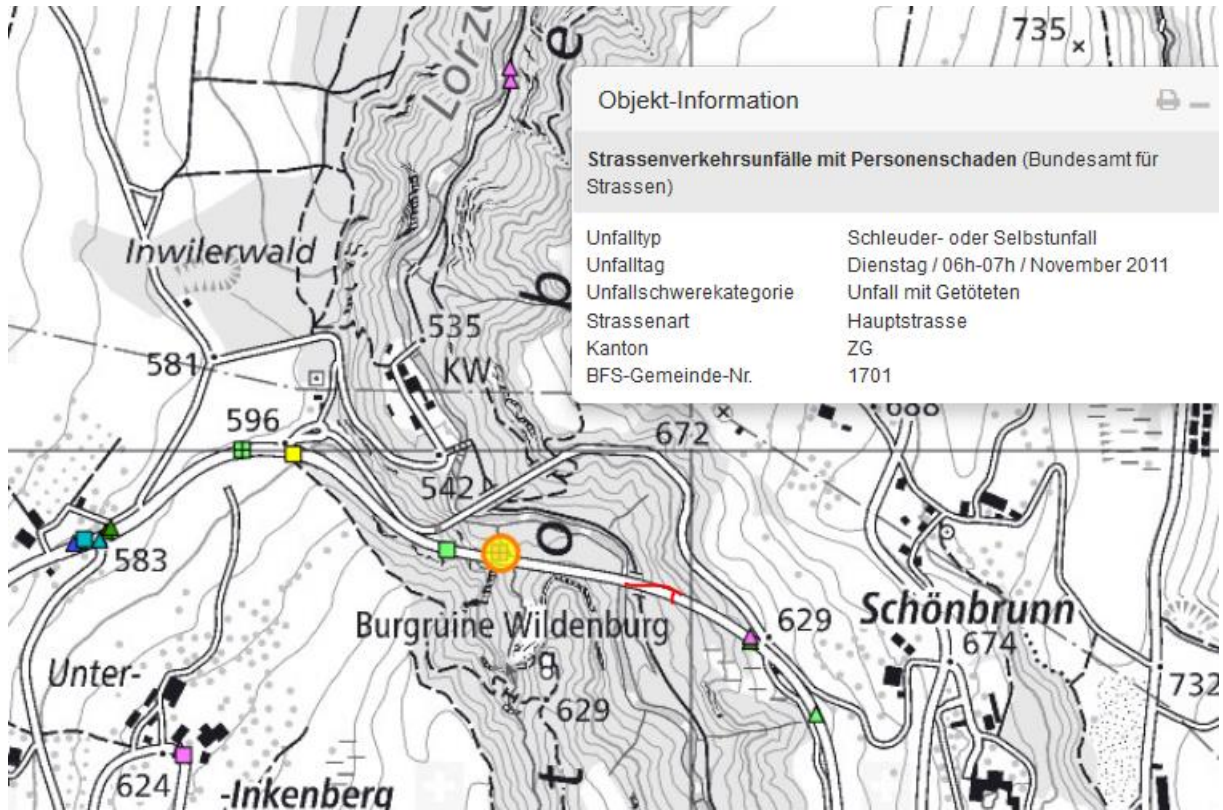 735
Lorze
e
Objekt-Information
Strassenverkehrsunfälle mit Personenschaden (Bundesamt für
Strassen)
Unfalltyp Schleuder- oder Selbstunfall
Unfalltag Dienstag / 06h-07h / November 2011
Unfallschwerekategorie Unfall mit Getöteten
Strassenart Hauptstrasse
Kanton ZG
BFS-Gemeinde-Nr. 1701
Inwilerwald
b
535
581
KW
596
672
688
542
o
583
Burgruine Wildenburg
629
Schönbrunn
674
Unter-
g
732
629
t
624
-Inkenberg